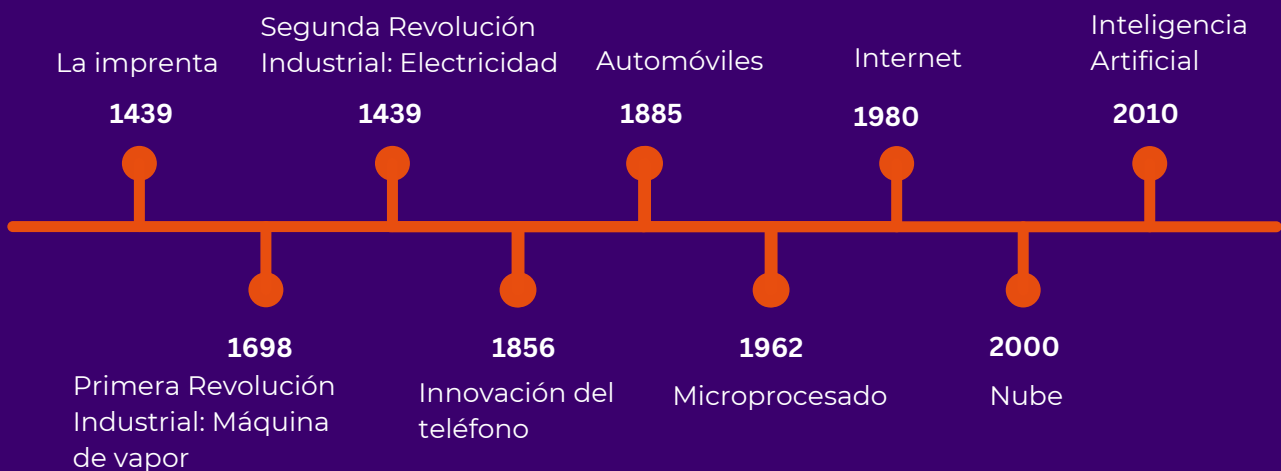 La imprenta
1439
Primera Revolución
Industrial: Máquina
de vapor
1698
Segunda Revolución
Industrial: Electricidad
1439
1856
Innovación del
teléfono
Automóviles
1885
1962
Microprocesado
Internet
1980
2000
Nube
Inteligencia
Artificial
2010